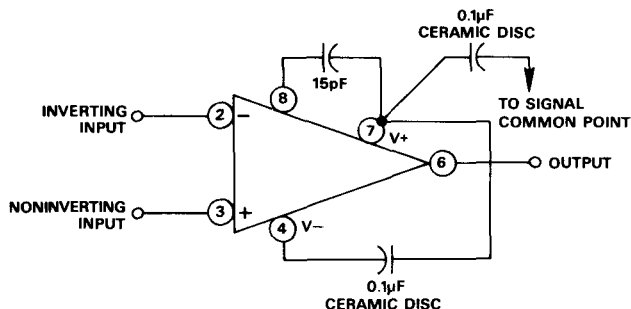 0.1µF
CERAMIC DISC
8
15pF
TO SIGNAL
COMMON POINT
INVERTING
INPUT
2
−
7
V+
6
OUTPUT
NONINVERTING
INPUT
3
+
4
V−
0.1µF
CERAMIC DISC